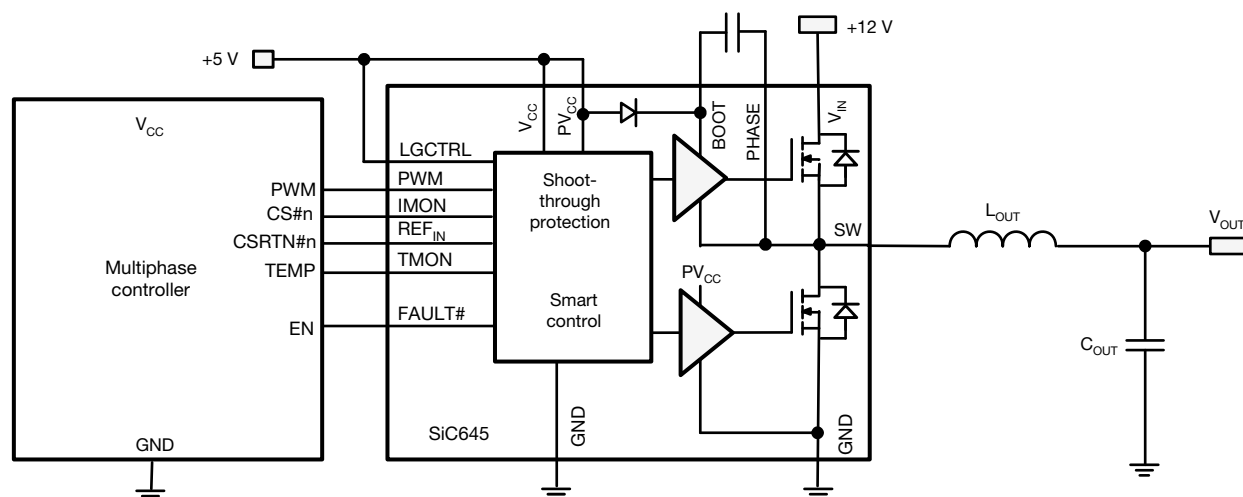 +5 V
+12 V
V_CC
PWM
CS#n
CSRTN#n
TEMP
EN
Multiphase
controller
GND
LGCTRL
PWM
IMON
REF_IN
TMON
FAULT#
V_CC
PV_CC
Shoot-
through
protection
Smart
control
BOOT
PHASE
V_IN
PV_CC
SW
GND
GND
SiC645
L_OUT
V_OUT
C_OUT